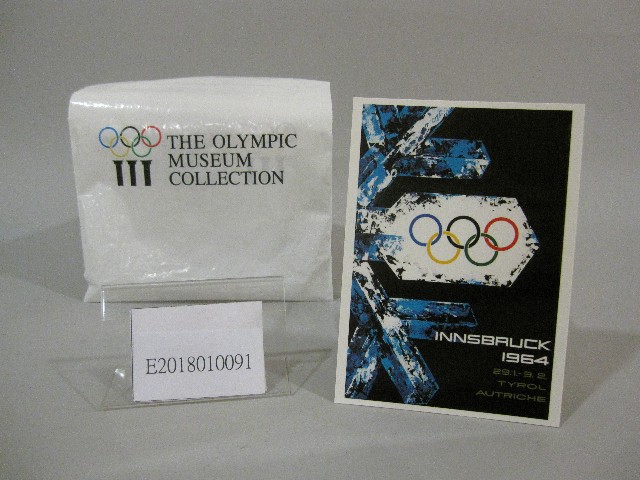 THE OLYMPIC
MUSEUM
COLLECTION
E2018010091
INNSBRUCK
1964
29.1.-9.2.
TYROL
AUTRICHE